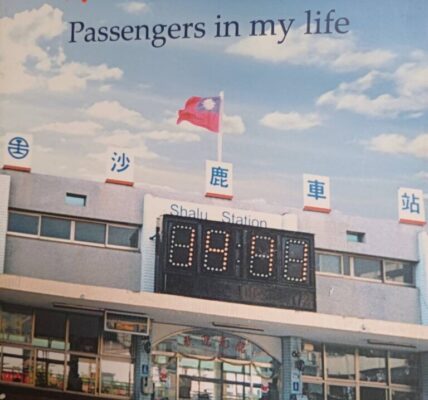 Passengers in my life
沙鹿車站
Shalu Station